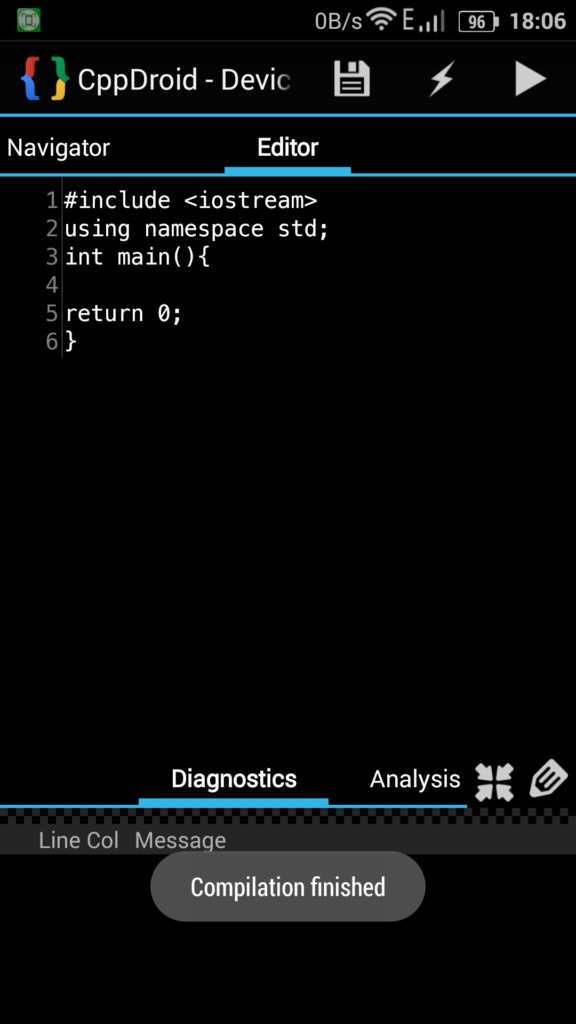 0B/s E 96 18:06
CppDroid - Devic
Navigator Editor
1 #include <iostream>
2 using namespace std;
3 int main(){
4
5 return 0;
6 }
Diagnostics Analysis
Line Col Message
Compilation finished